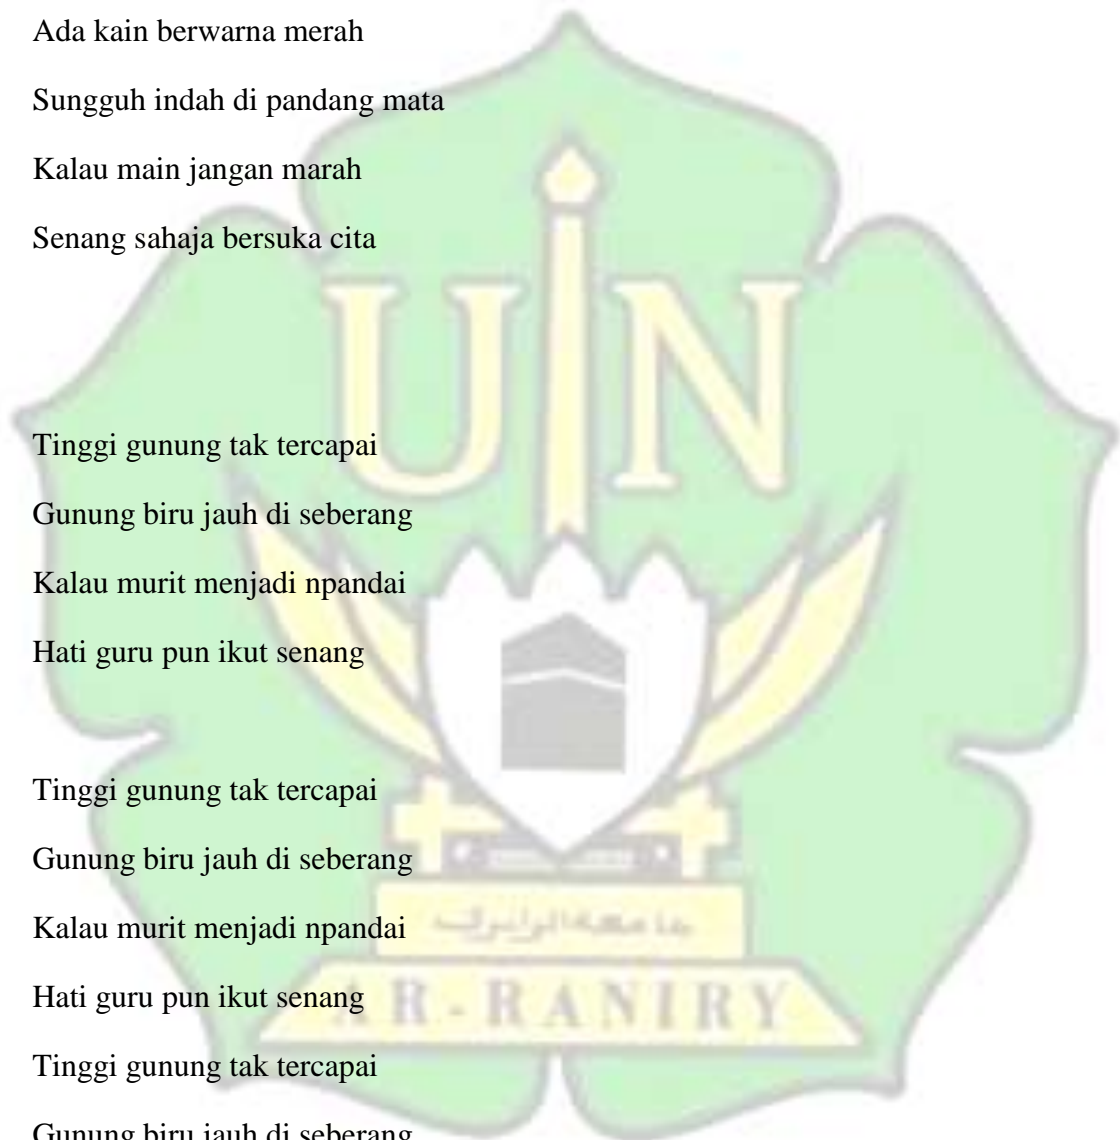 Ada kain berwarna merah
Sungguh indah di pandang mata
Kalau main jangan marah
Senang sahaja bersuka cita
UIN
Tinggi gunung tak tercapai
Gunung biru jauh di seberang
Kalau murit menjadi npandai
Hati guru pun ikut senang
Tinggi gunung tak tercapai
Gunung biru jauh di seberang
Kalau murit menjadi npandai
Hati guru pun ikut senang
AR-RANIRY
Tinggi gunung tak tercapai
Gunung biru jauh di seberang